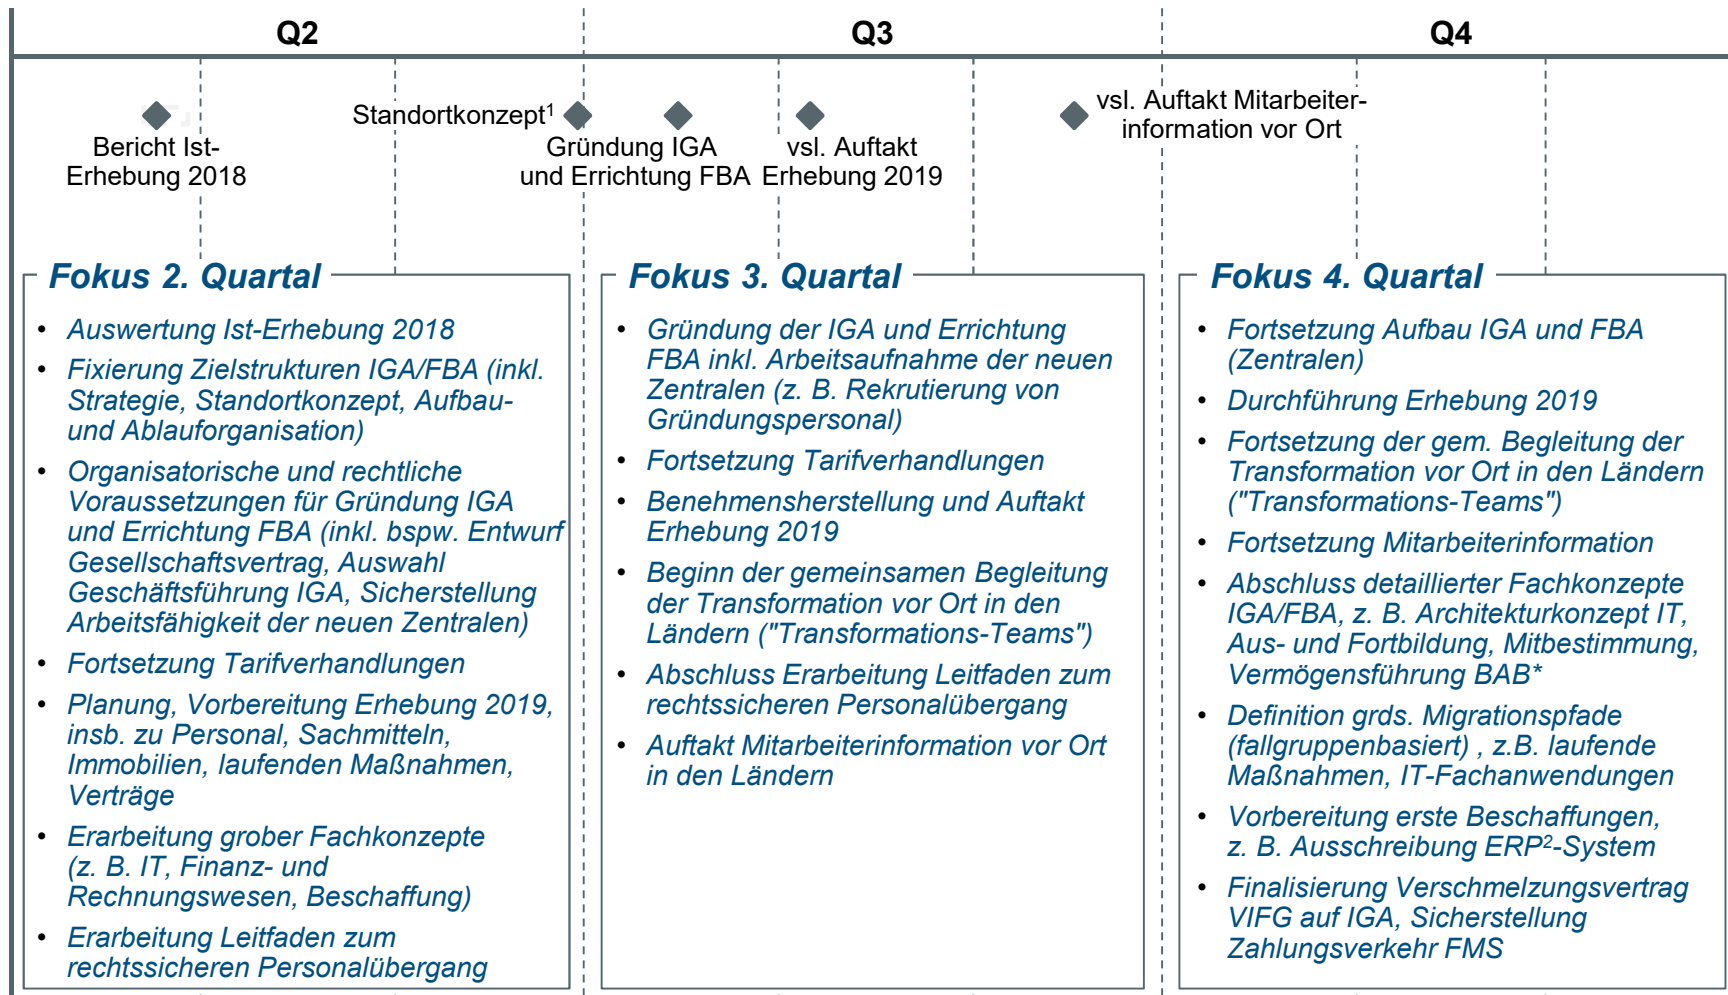 Q2
Q3
Q4
Standortkonzept¹
vsl. Auftakt Mitarbeiter-
information vor Ort
Bericht Ist-
Erhebung 2018
Gründung IGA
und Errichtung FBA
vsl. Auftakt
Erhebung 2019
Fokus 2. Quartal
• Auswertung Ist-Erhebung 2018
• Fixierung Zielstrukturen IGA/FBA (inkl.
Strategie, Standortkonzept, Aufbau-
und Ablauforganisation)
• Organisatorische und rechtliche
Voraussetzungen für Gründung IGA
und Errichtung FBA (inkl. bspw. Entwurf
Gesellschaftsvertrag, Auswahl
Geschäftsführung IGA, Sicherstellung
Arbeitsfähigkeit der neuen Zentralen)
• Fortsetzung Tarifverhandlungen
• Planung, Vorbereitung Erhebung 2019,
insb. zu Personal, Sachmitteln,
Immobilien, laufenden Maßnahmen,
Verträge
• Erarbeitung grober Fachkonzepte
(z. B. IT, Finanz- und
Rechnungswesen, Beschaffung)
• Erarbeitung Leitfaden zum
rechtssicheren Personalübergang
Fokus 3. Quartal
• Gründung der IGA und Errichtung
FBA inkl. Arbeitsaufnahme der neuen
Zentralen (z. B. Rekrutierung von
Gründungspersonal)
• Fortsetzung Tarifverhandlungen
• Benehmensherstellung und Auftakt
Erhebung 2019
• Beginn der gemeinsamen Begleitung
der Transformation vor Ort in den
Ländern ("Transformations-Teams")
• Abschluss Erarbeitung Leitfaden zum
rechtssicheren Personalübergang
• Auftakt Mitarbeiterinformation vor Ort
in den Ländern
Fokus 4. Quartal
• Fortsetzung Aufbau IGA und FBA
(Zentralen)
• Durchführung Erhebung 2019
• Fortsetzung der gem. Begleitung der
Transformation vor Ort in den Ländern
("Transformations-Teams")
• Fortsetzung Mitarbeiterinformation
• Abschluss detaillierter Fachkonzepte
IGA/FBA, z. B. Architekturkonzept IT,
Aus- und Fortbildung, Mitbestimmung,
Vermögensführung BAB*
• Definition grds. Migrationspfade
(fallgruppenbasiert) , z.B. laufende
Maßnahmen, IT-Fachanwendungen
• Vorbereitung erste Beschaffungen,
z. B. Ausschreibung ERP²-System
• Finalisierung Verschmelzungsvertrag
VIFG auf IGA, Sicherstellung
Zahlungsverkehr FMS